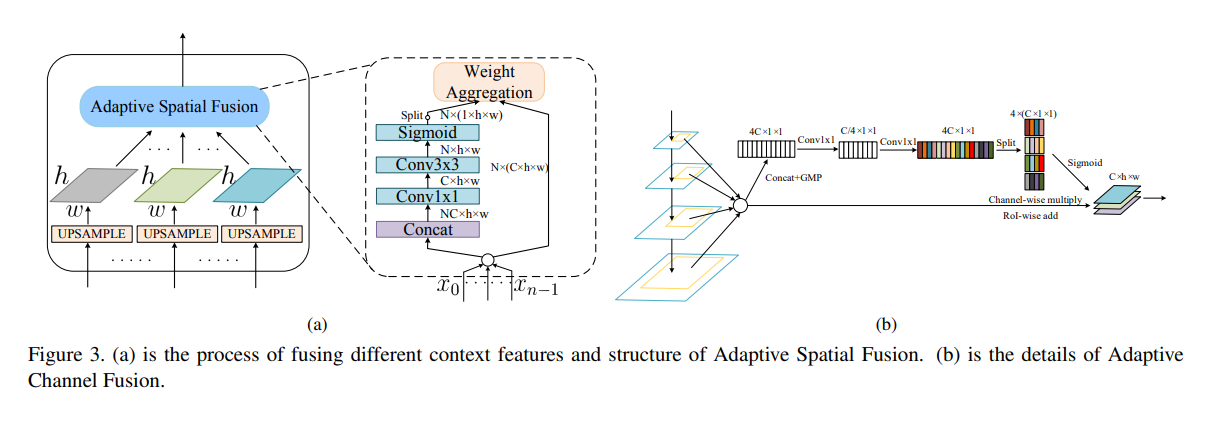 Adaptive Spatial Fusion
. . .   . . .
h h h
w w w
UPSAMPLE UPSAMPLE UPSAMPLE
. . . . .   . . . . .
Weight
Aggregation
Split N×(1×h×w)
Sigmoid
N×h×w
Conv3x3 N×(C×h×w)
C×h×w
Conv1x1
NC×h×w
Concat
x0 . . . . . . xn−1
(a)
4C×1×1 Conv1x1 C/4×1×1 Conv1x1 4C×1×1 Split 4×(C×1×1)
Concat+GMP
Sigmoid
C×h×w
Channel-wise multiply
RoI-wise add
(b)
Figure 3. (a) is the process of fusing different context features and structure of Adaptive Spatial Fusion. (b) is the details of Adaptive
Channel Fusion.